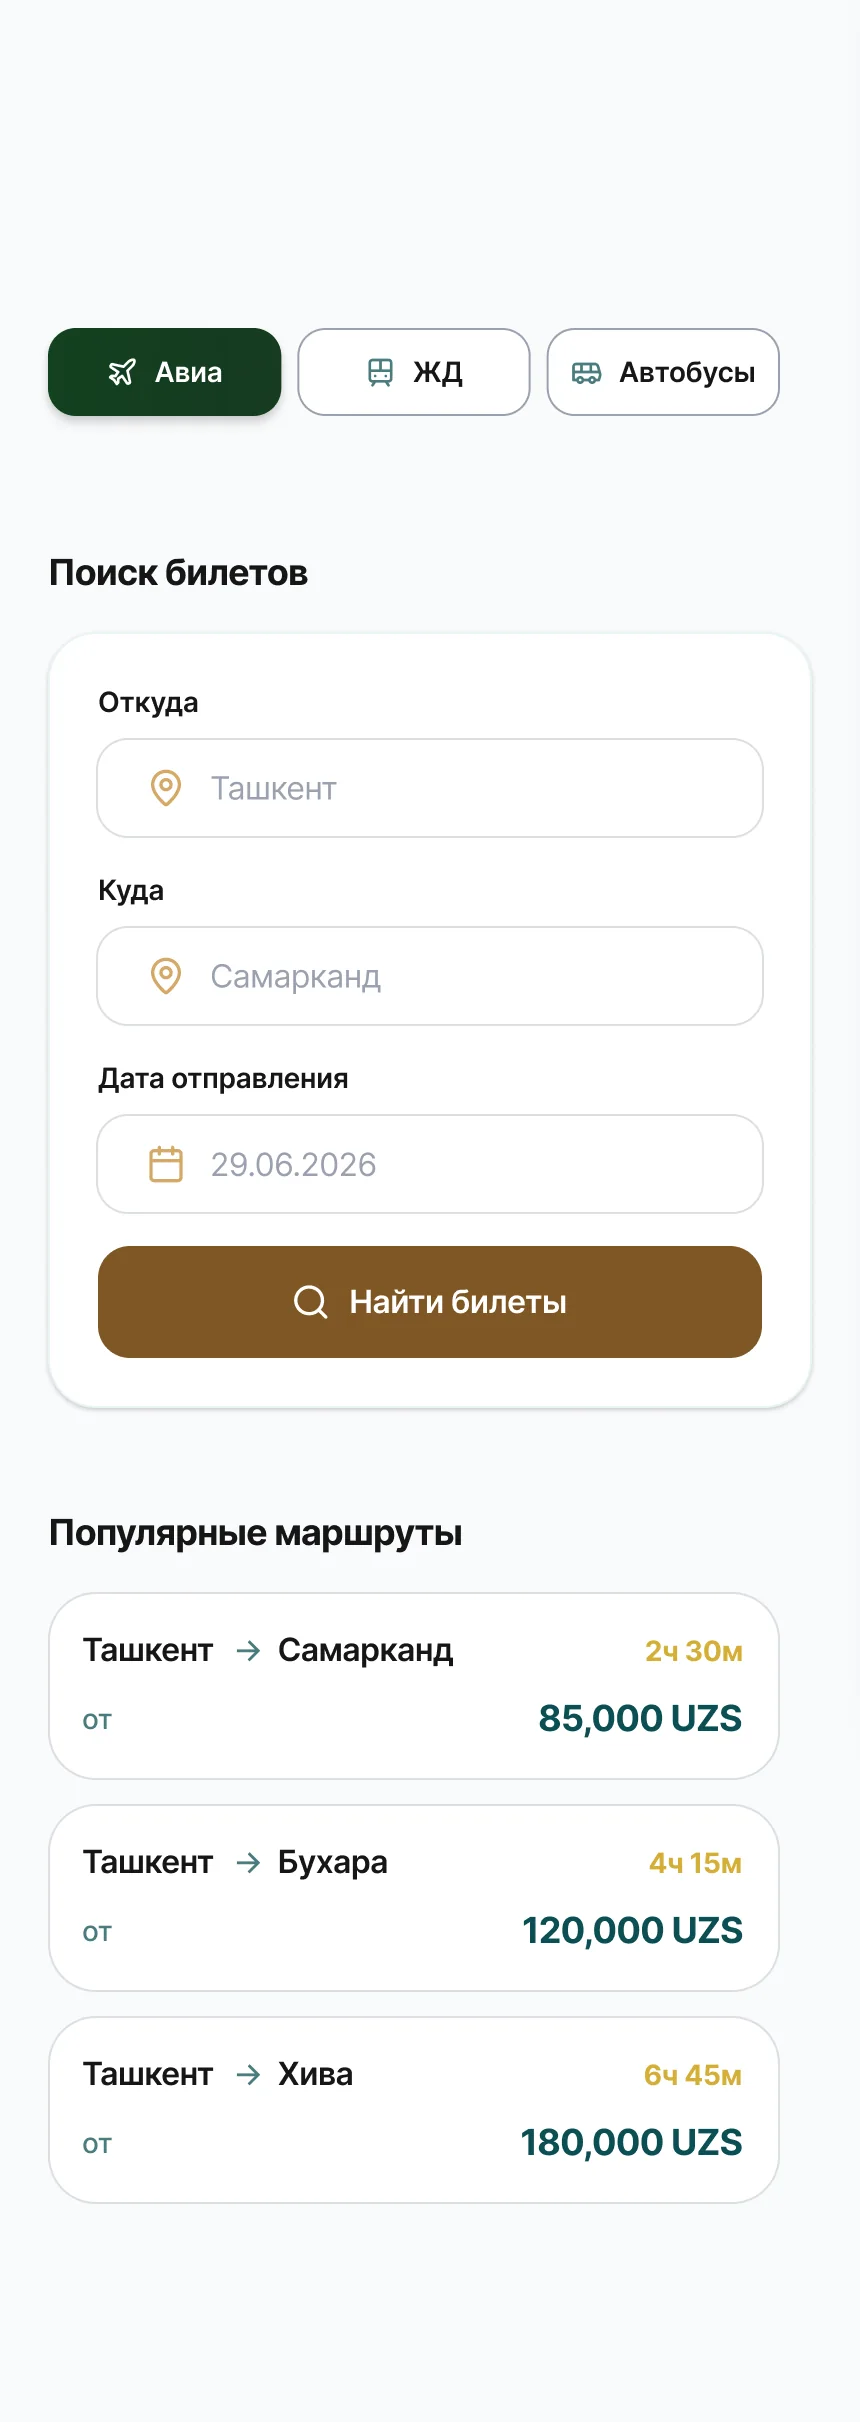 Авиа ЖД Автобусы
Поиск билетов
Откуда
Ташкент
Куда
Самарканд
Дата отправления
29.06.2026
Найти билеты
Популярные маршруты
Ташкент → Самарканд 2ч 30м
от 85,000 UZS
Ташкент → Бухара 4ч 15м
от 120,000 UZS
Ташкент → Хива 6ч 45м
от 180,000 UZS